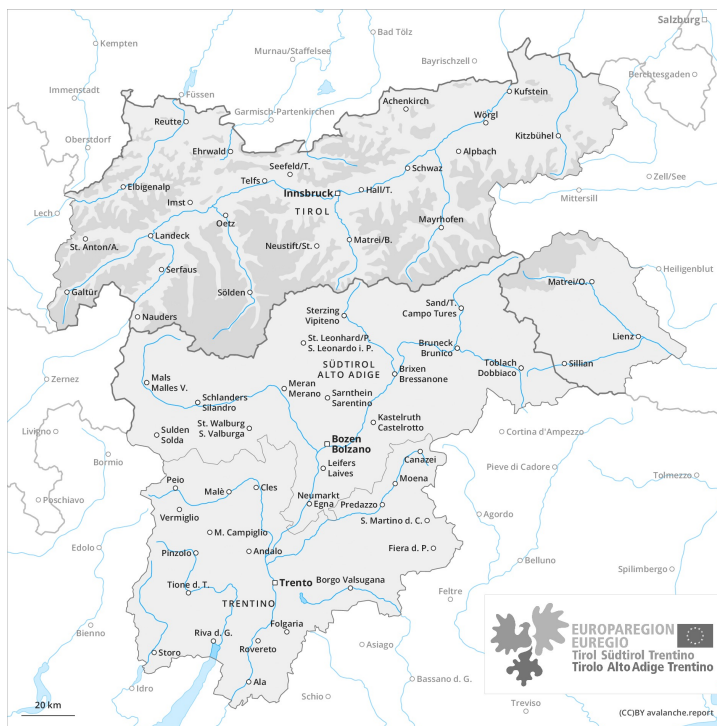 Salzburg
Kempten
Bad Tölz
Murnau/Staffelsee
Bayrischzell
Berchtesgaden
Immenstadt
Füssen
Kufstein
Garmisch-Partenkirchen
Achenkirch
Reutte
Wörgl
Oberstdorf
Kitzbühel
Ehrwald
Alpbach
Seefeld/T.
Schwaz
Telfs
Zell/See
Elbigenalp
Innsbruck
Hall/T.
Mittersill
Imst
TIROL
Lech
Oetz
Mayrhofen
Landeck
St. Anton/A.
Neustift/St.
Matrei/B.
Serfaus
Heiligenblut
Matrei/O.
Galtür
Sölden
Nauders
Sand/T.
Campo Tures
Sterzing
Vipiteno
Lienz
St. Leonhard/P.
S. Leonardo i. P.
Bruneck
Brunico
Toblach
Dobbiaco
Sillian
SÜDTIROL
ALTO ADIGE
Brixen
Bressanone
Zernez
Mals
Malles V.
Meran
Merano
Sarnthein
Sarentino
Schlanders
Silandro
Kastelruth
Castelrotto
St. Walburg
S. Valburga
Livigno
Sulden
Solda
Cortina d'Ampezzo
Bozen
Bolzano
Bormio
Canazei
Leifers
Laives
Pieve di Cadore
Tolmezzo
Peio
Moena
Malè
Cles
Neumarkt
Egna
Predazzo
Poschiavo
Vermiglio
Agordo
S. Martino d. C.
M. Campiglio
Edolo
Pinzolo
Andalo
Fiera d. P.
Belluno
Spilimbergo
Trento
Borgo Valsugana
Tione d. T.
Feltre
TRENTINO
Folgaria
Bienno
Riva d. G.
Rovereto
Asiago
Storo
Ala
Bassano d. G.
Idro
Schio
Treviso
EUROPAREGION
EUREGIO
Tirol Südtirol Trentino
Tirolo Alto Adige Trentino
20 km
(CC)BY avalanche.report